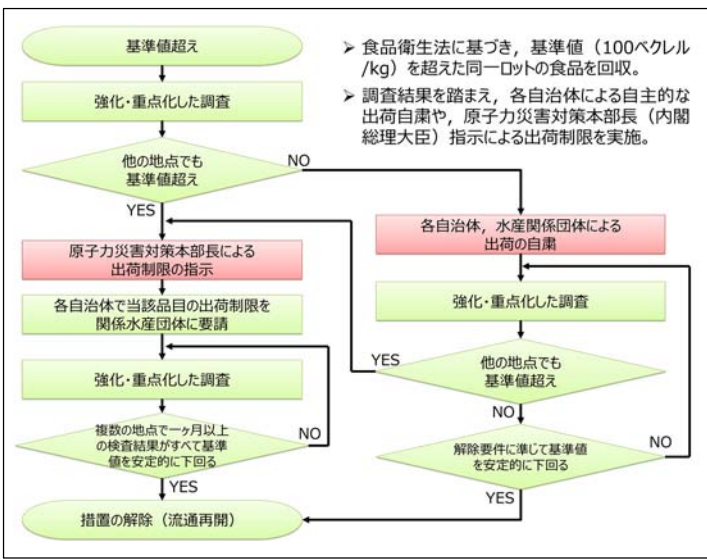 基準値超え
強化・重点化した調査
他の地点でも
基準値超え
NO
YES
原子力災害対策本部長による
出荷制限の指示
各自治体で当該品目の出荷制限を
関係水産団体に要請
強化・重点化した調査
複数の地点で一ヶ月以上
の検査結果がすべて基準
値を安定的に下回る
NO
YES
措置の解除（流通再開）
➢ 食品衛生法に基づき，基準値（100ベクレル
/kg）を超えた同一ロットの食品を回収。
➢ 調査結果を踏まえ，各自治体による自主的な
出荷自粛や，原子力災害対策本部長（内閣
総理大臣）指示による出荷制限を実施。
各自治体，水産関係団体による
出荷の自粛
強化・重点化した調査
YES
他の地点でも
基準値超え
NO
解除要件に準じて基準値
を安定的に下回る
NO
YES